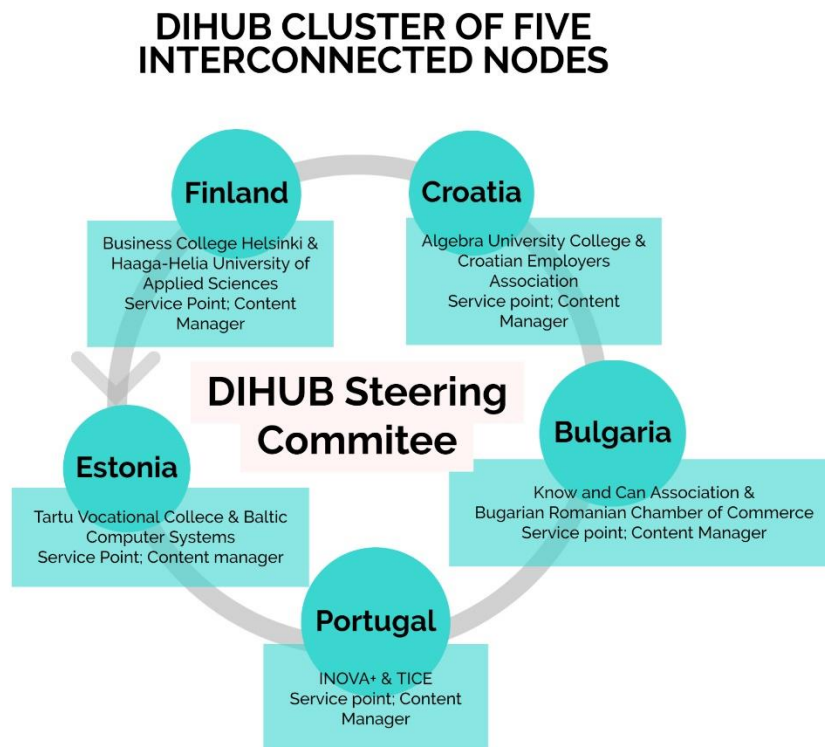 DIHUB CLUSTER OF FIVE
INTERCONNECTED NODES
Finland
Business College Helsinki &
Haaga-Helia University of
Applied Sciences
Service Point; Content
Manager
Croatia
Algebra University College &
Croatian Employers
Association
Service point; Content
Manager
DIHUB Steering
Commitee
Estonia
Tartu Vocational Collece & Baltic
Computer Systems
Service Point; Content manager
Bulgaria
Know and Can Association &
Bugarian Romanian Chamber of Commerce
Service point; Content Manager
Portugal
INOVA+ & TICE
Service point; Content
Manager